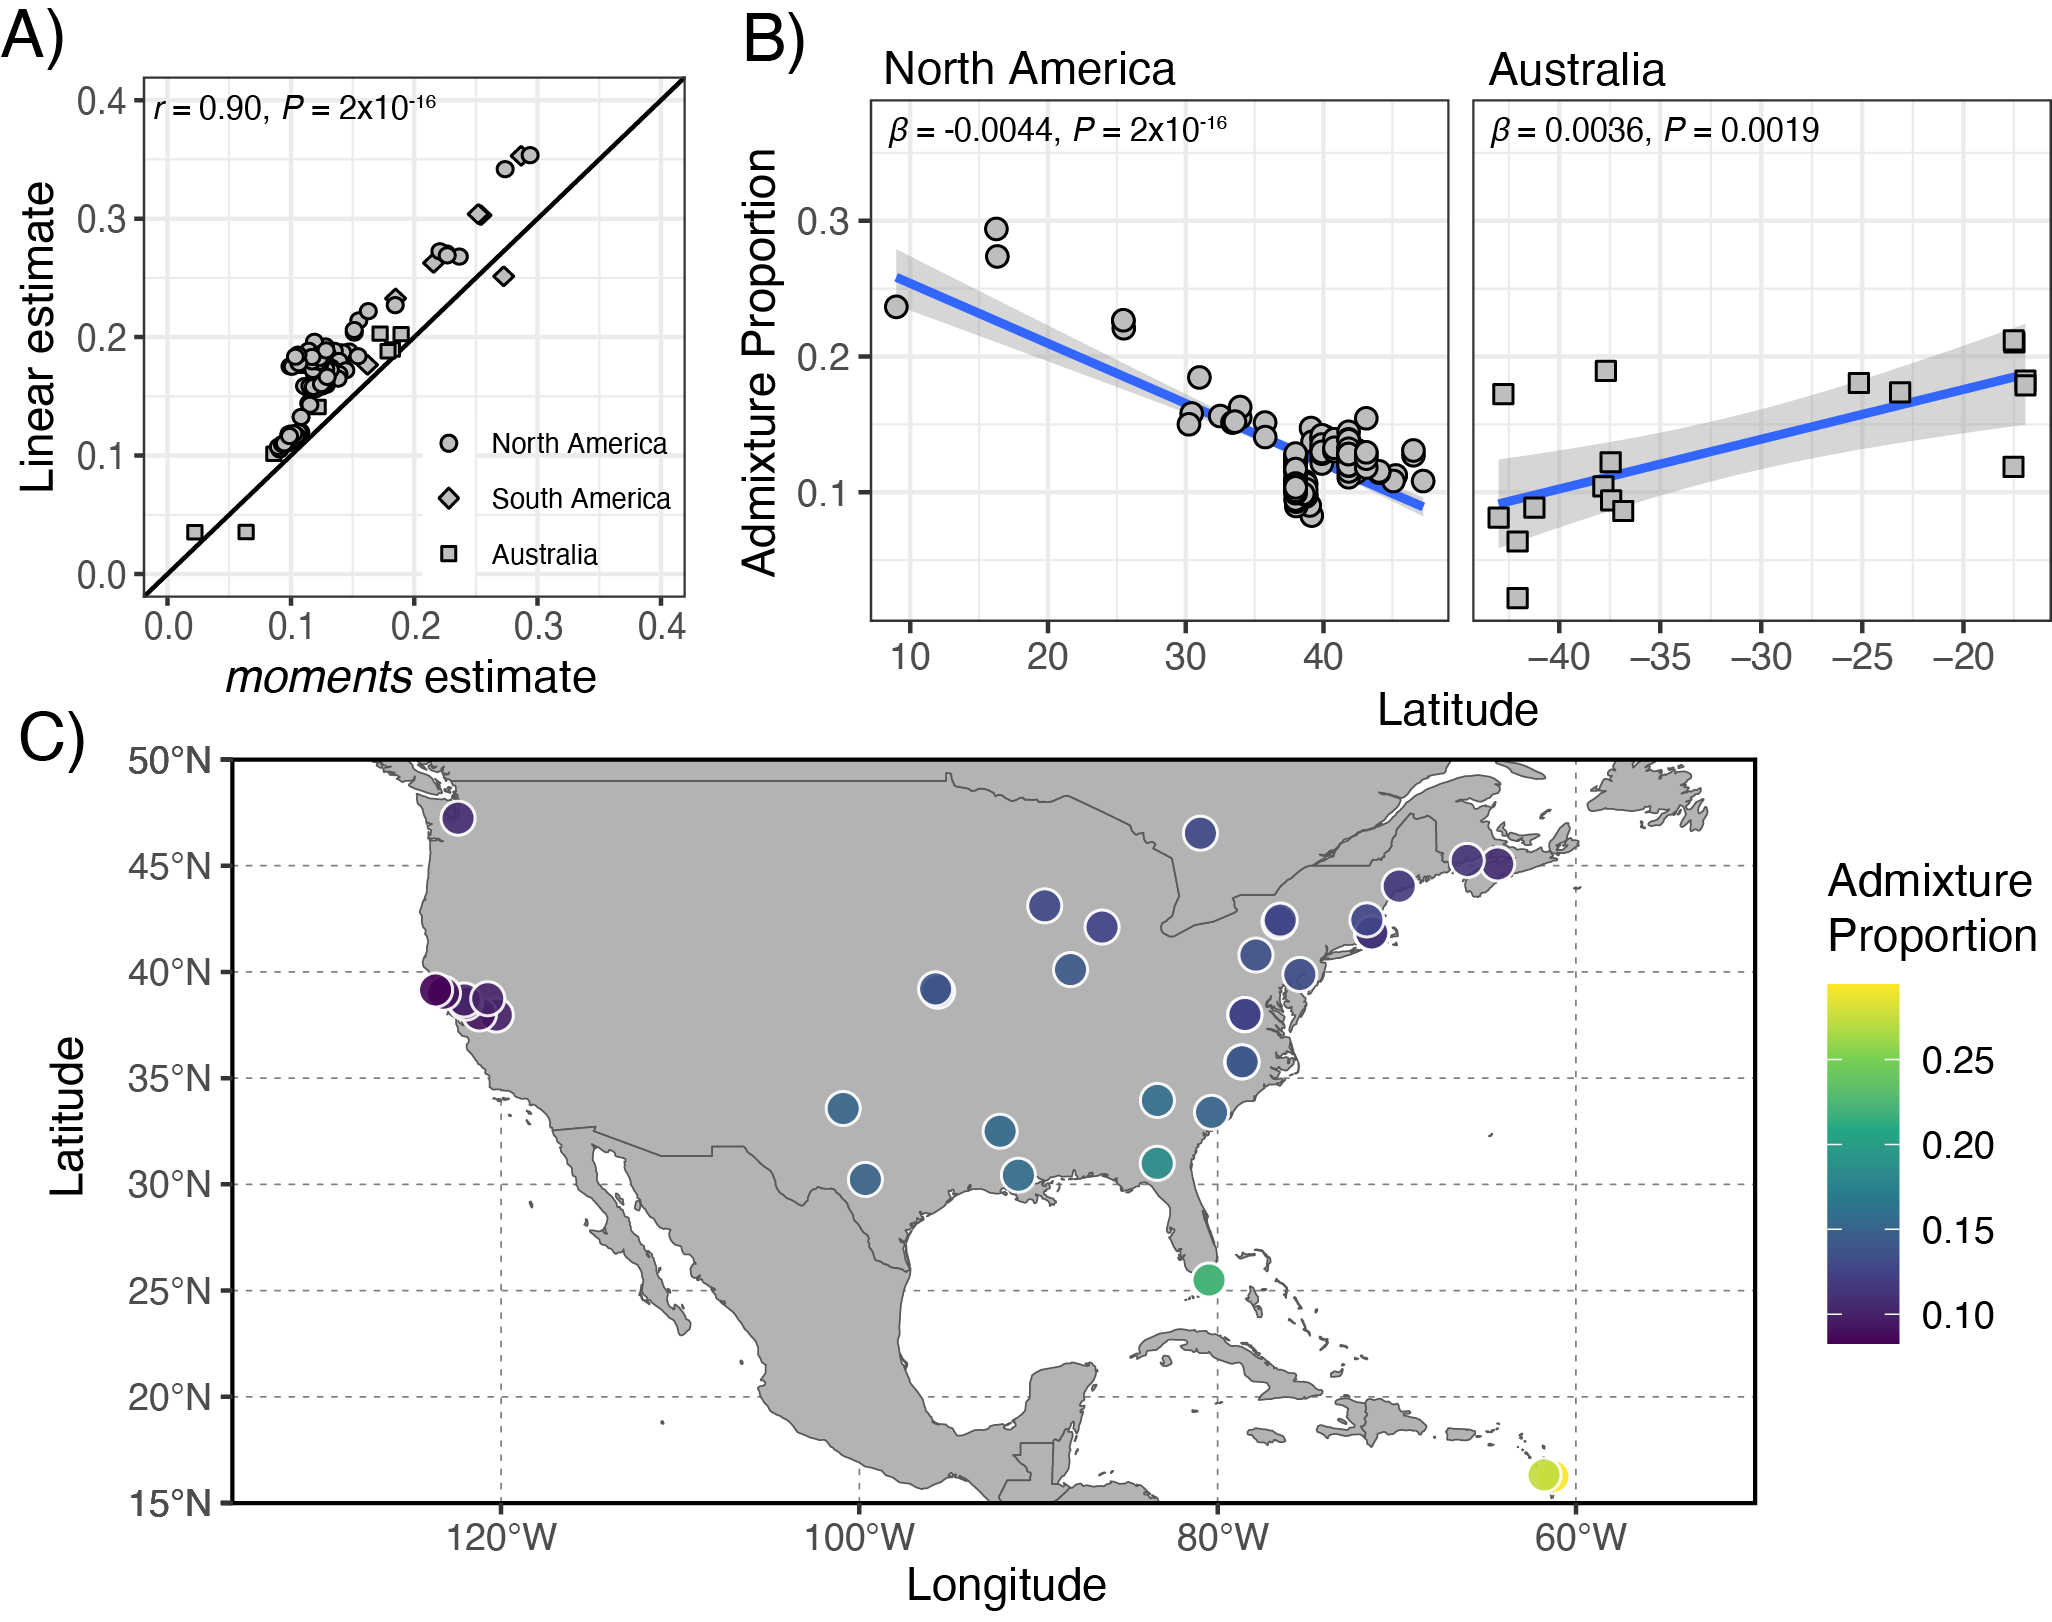 A)
r = 0.90, P = 2x10⁻¹⁶
0.4
0.3
0.2
0.1
0.0
Linear estimate
North America
South America
Australia
0.0 0.1 0.2 0.3 0.4
moments estimate
B)
North America
Australia
β = -0.0044, P = 2x10⁻¹⁶
β = 0.0036, P = 0.0019
Admixture Proportion
0.3
0.2
0.1
10 20 30 40
−40 −35 −30 −25 −20
Latitude
C)
50°N
45°N
40°N
35°N
30°N
25°N
20°N
15°N
Latitude
120°W 100°W 80°W 60°W
Longitude
Admixture
Proportion
0.25
0.20
0.15
0.10